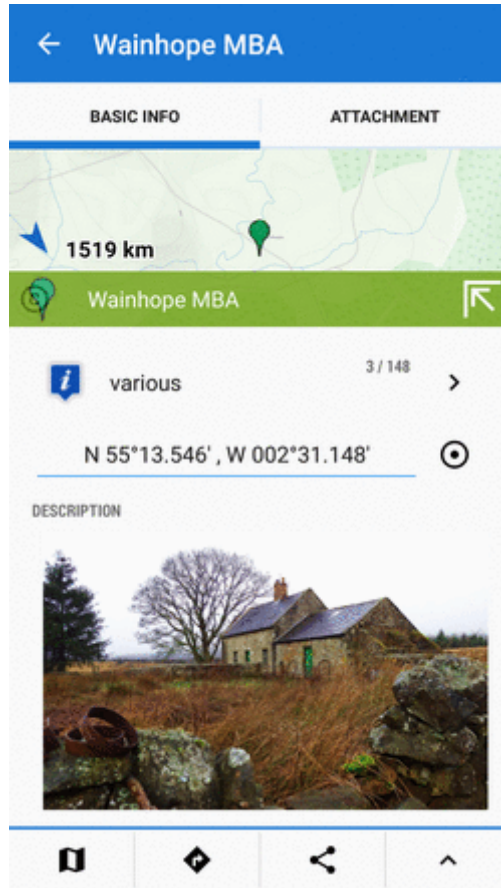 Wainhope MBA
BASIC INFO
ATTACHMENT
1519 km
Wainhope MBA
i various
3 / 148
N 55°13.546' , W 002°31.148'
DESCRIPTION